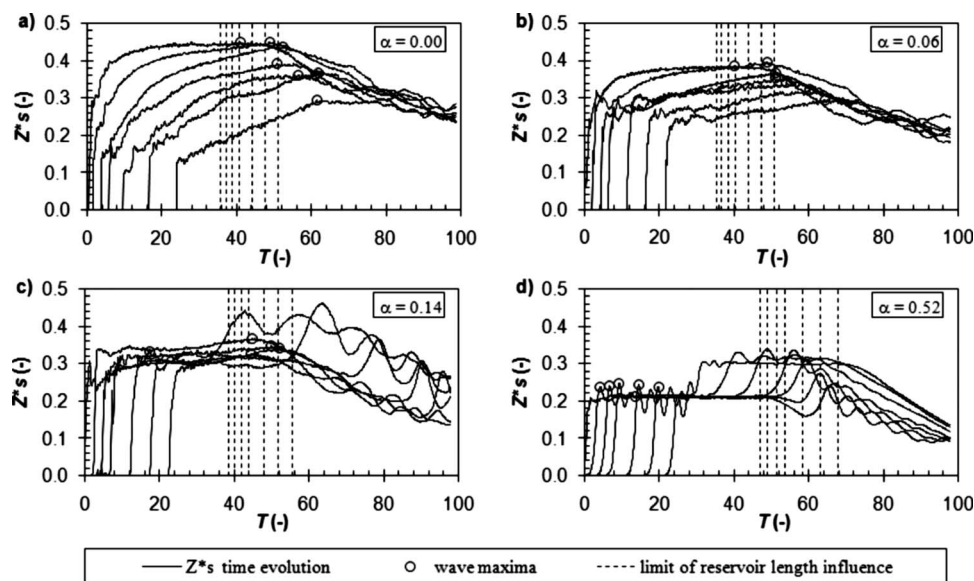 a)
α = 0.00
Z*s (-)
0.5
0.4
0.3
0.2
0.1
0.0
0 20 40 60 80 100
T (-)
b)
α = 0.06
Z*s (-)
0.5
0.4
0.3
0.2
0.1
0.0
0 20 40 60 80 100
T (-)
c)
α = 0.14
Z*s (-)
0.5
0.4
0.3
0.2
0.1
0.0
0 20 40 60 80 100
T (-)
d)
α = 0.52
Z*s (-)
0.5
0.4
0.3
0.2
0.1
0.0
0 20 40 60 80 100
T (-)
Z*s time evolution
wave maxima
limit of reservoir length influence